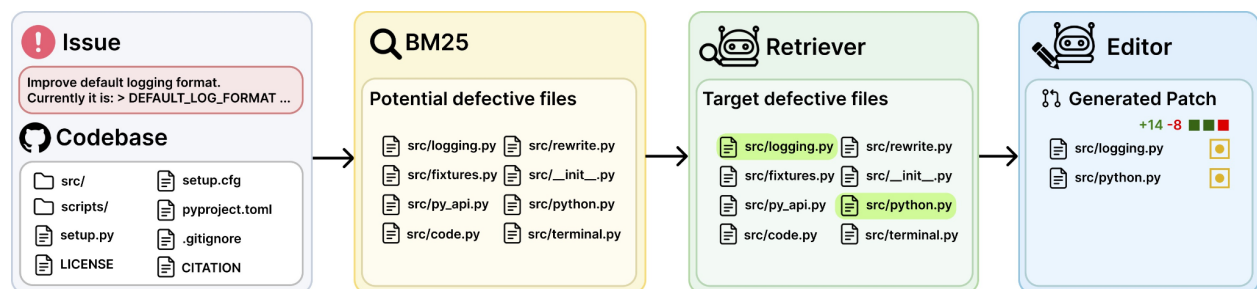 Issue
Improve default logging format.
Currently it is: > DEFAULT_LOG_FORMAT ...
Codebase
src/
setup.cfg
scripts/
pyproject.toml
setup.py
.gitignore
LICENSE
CITATION
BM25
Potential defective files
src/logging.py
src/rewrite.py
src/fixtures.py
src/__init__.py
src/py_api.py
src/python.py
src/code.py
src/terminal.py
Retriever
Target defective files
src/logging.py
src/rewrite.py
src/fixtures.py
src/__init__.py
src/py_api.py
src/python.py
src/code.py
src/terminal.py
Editor
Generated Patch
+14 -8
src/logging.py
src/python.py